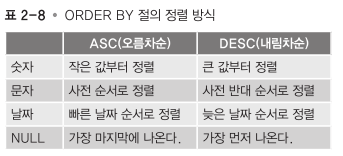 표 2-8 • ORDER BY 절의 정렬 방식
ASC(오름차순) DESC(내림차순)
숫자 작은 값부터 정렬 큰 값부터 정렬
문자 사전 순서로 정렬 사전 반대 순서로 정렬
날짜 빠른 날짜 순서로 정렬 늦은 날짜 순서로 정렬
NULL 가장 마지막에 나온다. 가장 먼저 나온다.